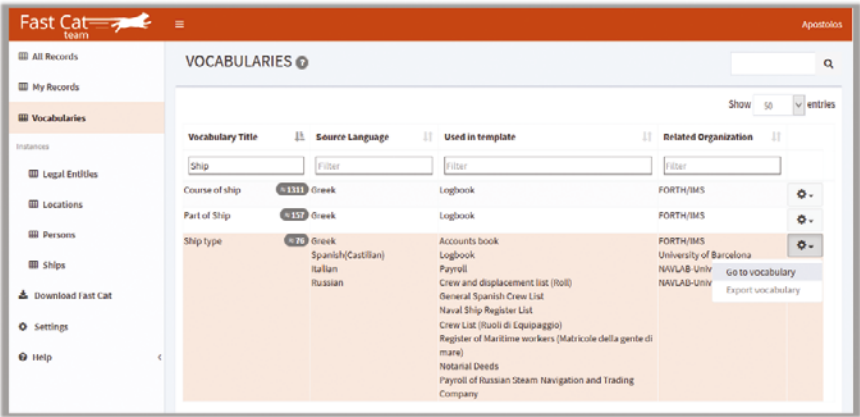 Fast Cat
team
Apostolos
All Records
My Records
Vocabularies
Instances
Legal Entities
Locations
Persons
Ships
Download Fast Cat
Settings
Help
VOCABULARIES
Show 50 entries
Vocabulary Title Source Language Used in template Related Organization
Ship Filter Filter Filter
Course of ship ≈1311 Greek Logbook FORTH/IMS
Part of Ship ≈157 Greek Logbook FORTH/IMS
Ship type ≈76 Greek Accounts book FORTH/IMS
Spanish(Castilian) Logbook University of Barcelona
Italian Payroll NAVLAB-Univ
Russian Crew and displacement list (Roll) NAVLAB-Univ
General Spanish Crew List
Naval Ship Register List
Crew List (Ruoli di Equipaggio)
Register of Maritime workers (Matricole della gente di
mare)
Notarial Deeds
Payroll of Russian Steam Navigation and Trading
Company
Go to vocabulary
Export vocabulary